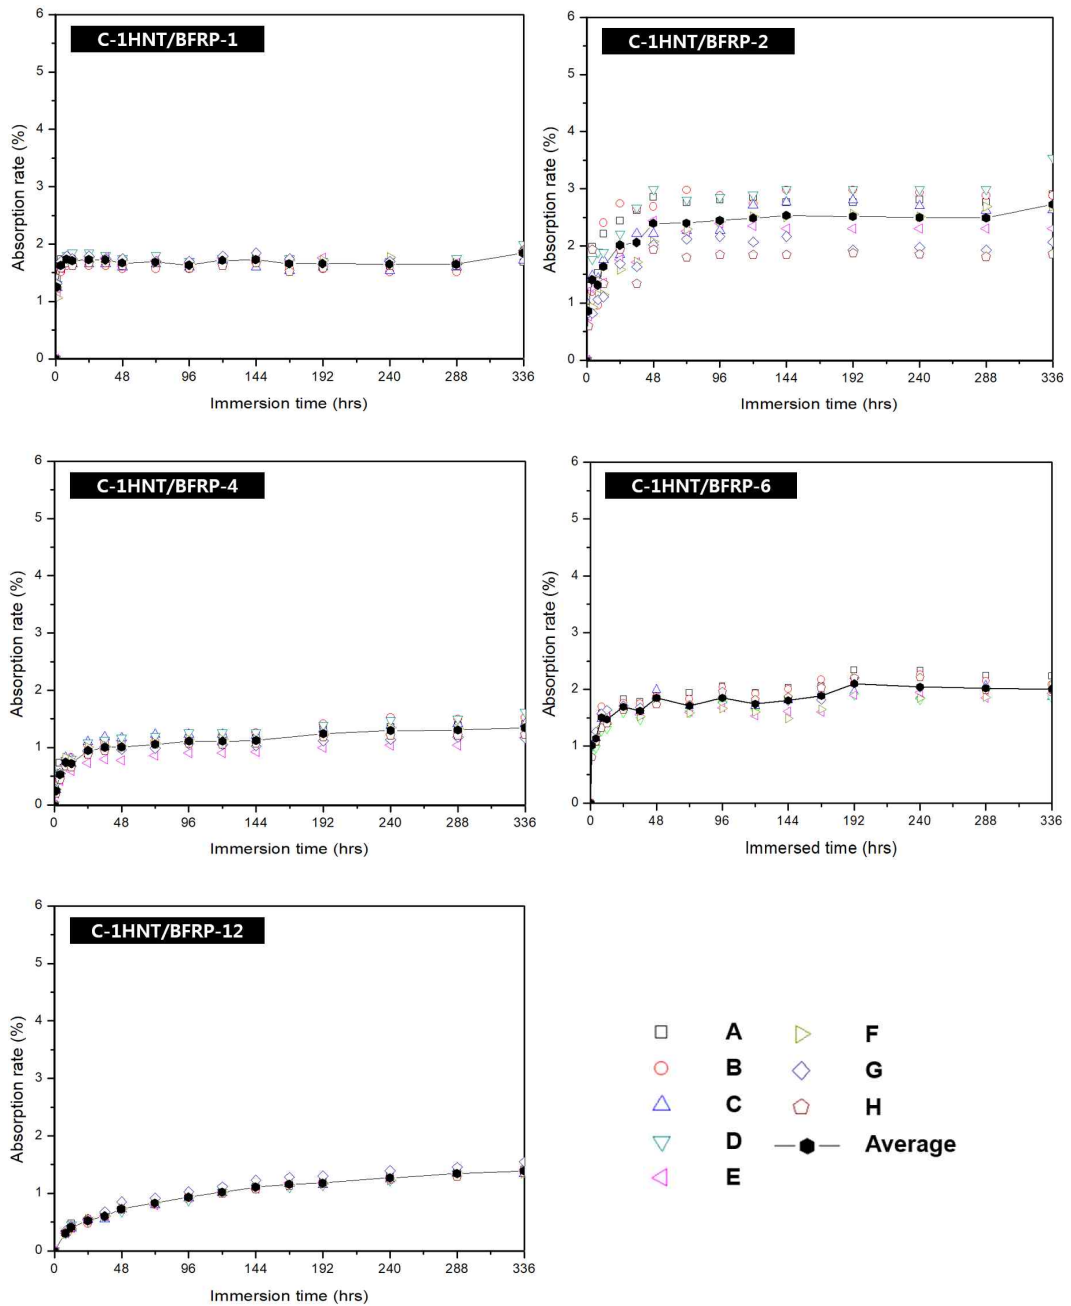 C-1HNT/BFRP-1
Absorption rate (%)
6
5
4
3
2
1
0
0 48 96 144 192 240 288 336
Immersion time (hrs)
C-1HNT/BFRP-2
Absorption rate (%)
6
5
4
3
2
1
0
0 48 96 144 192 240 288 336
Immersion time (hrs)
C-1HNT/BFRP-4
Absorption rate (%)
6
5
4
3
2
1
0
0 48 96 144 192 240 288 336
Immersion time (hrs)
C-1HNT/BFRP-6
Absorption rate (%)
6
5
4
3
2
1
0
0 48 96 144 192 240 288 336
Immersed time (hrs)
C-1HNT/BFRP-12
Absorption rate (%)
6
5
4
3
2
1
0
0 48 96 144 192 240 288 336
Immersion time (hrs)
A F
B G
C H
D Average
E